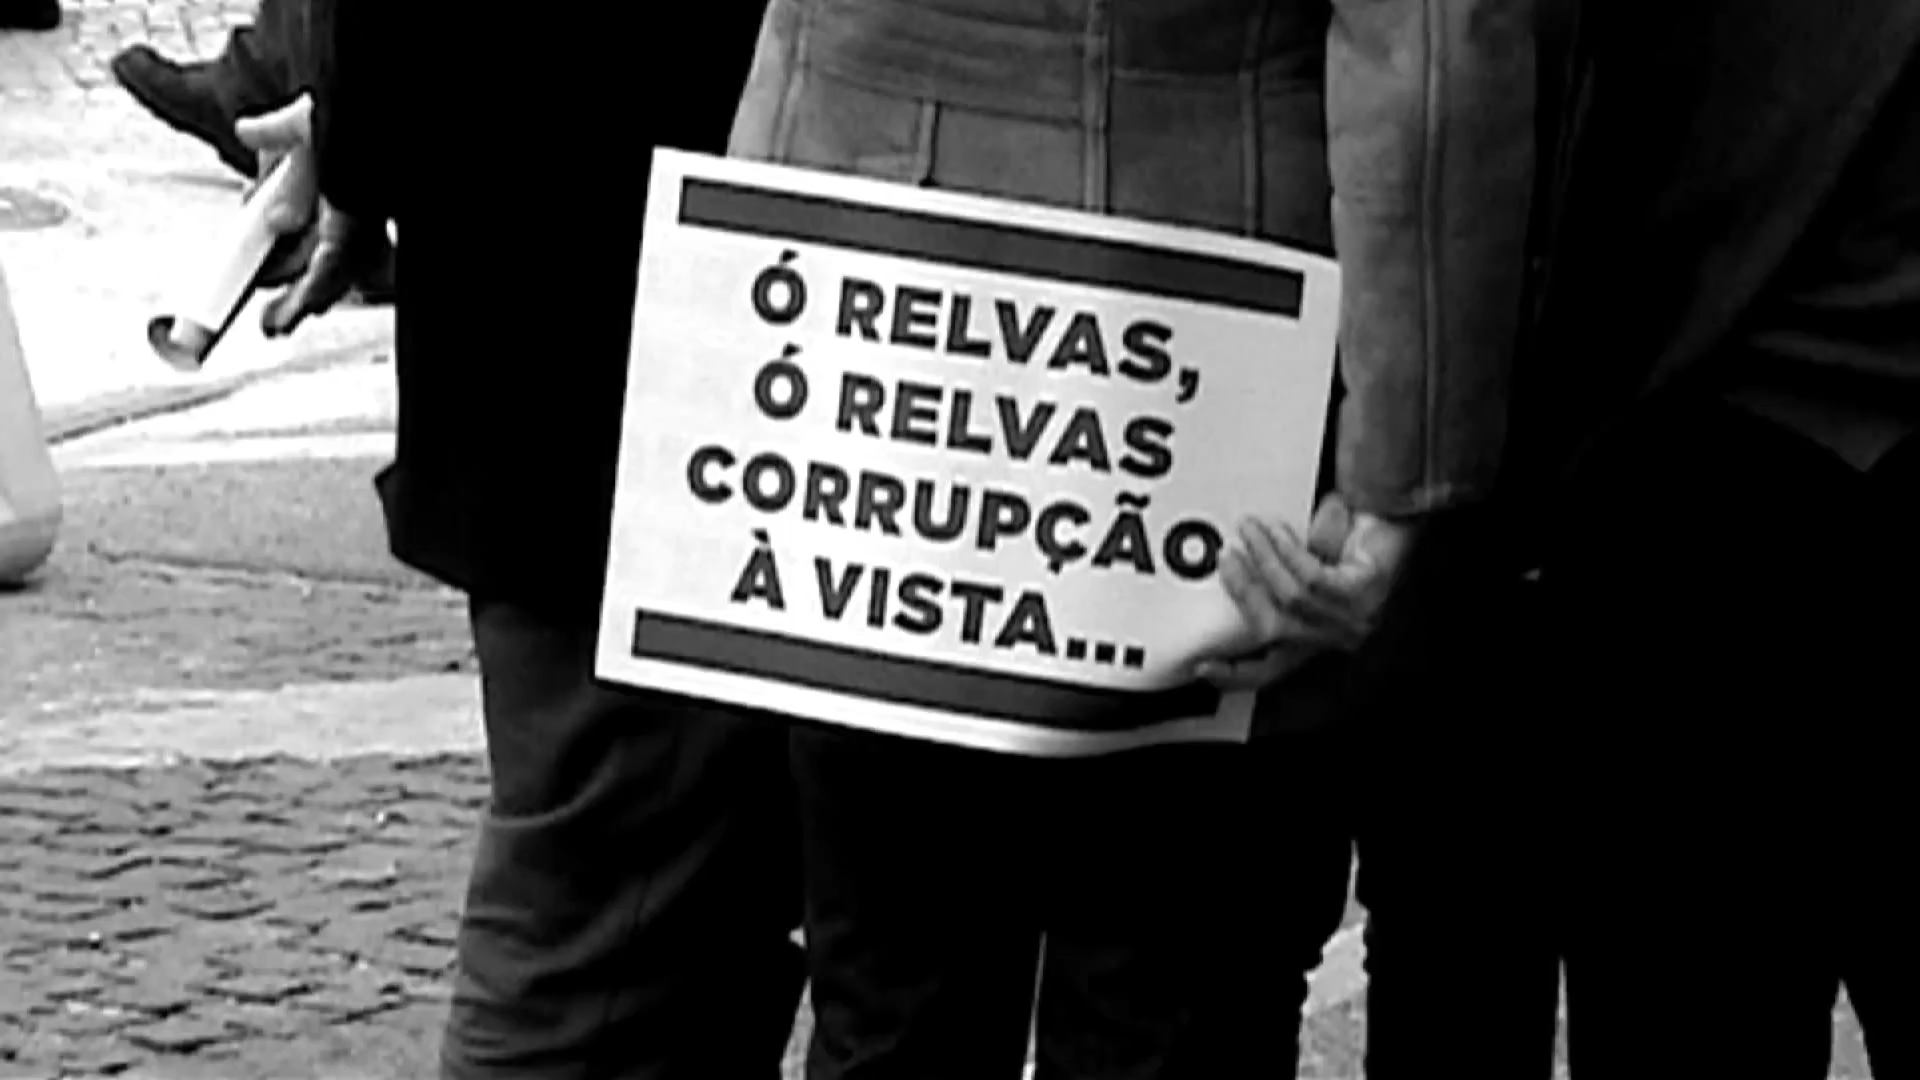 Ó RELVAS,
Ó RELVAS
CORRUPÇÃO
À VISTA...